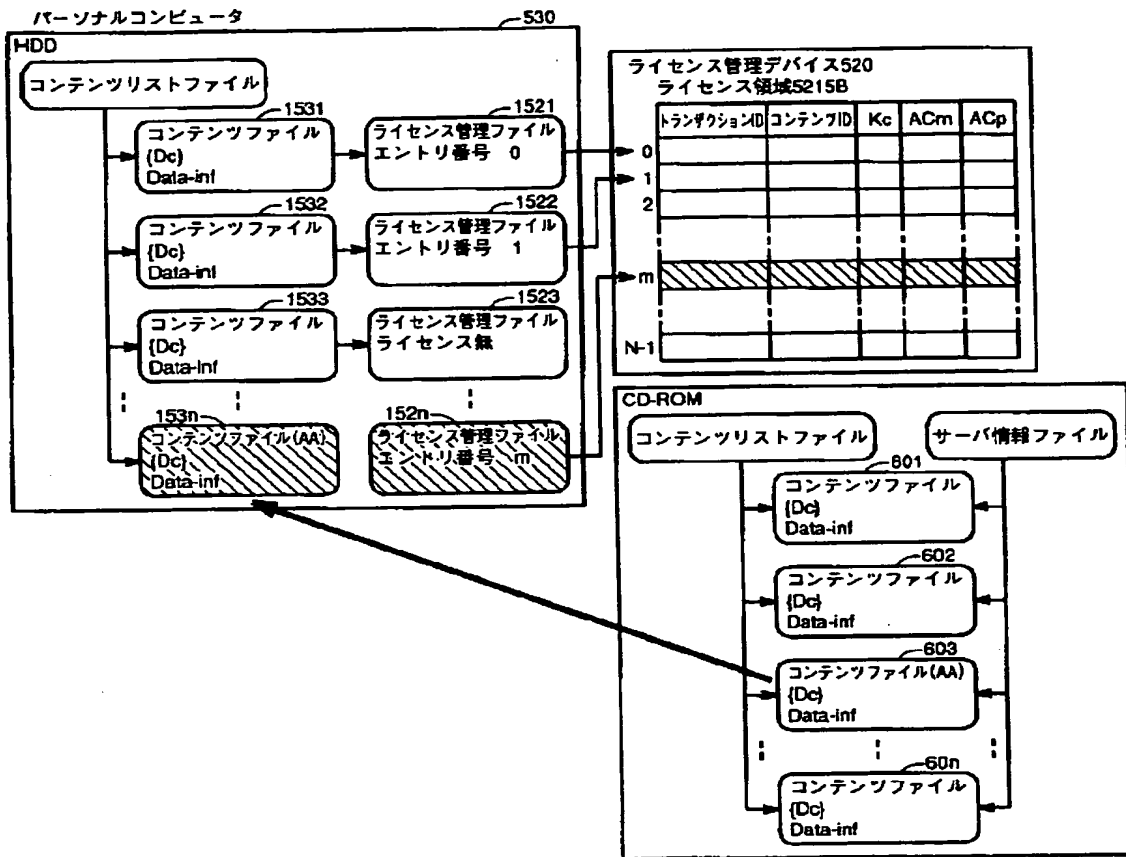 パーソナルコンピュータ
530
HDD
コンテンツリストファイル
1531
コンテンツファイル
{Dc}
Data-inf
1521
ライセンス管理ファイル
エントリ番号 0
1532
コンテンツファイル
{Dc}
Data-inf
1522
ライセンス管理ファイル
エントリ番号 1
1533
コンテンツファイル
{Dc}
Data-inf
1523
ライセンス管理ファイル
ライセンス無
153n
コンテンツファイル(AA)
{Dc}
Data-inf
152n
ライセンス管理ファイル
エントリ番号 m
ライセンス管理デバイス520
ライセンス領域5215B
トランザクションID コンテンツID Kc ACm ACp
0
1
2
m
N-1
CD-ROM
コンテンツリストファイル
サーバ情報ファイル
601
コンテンツファイル
{Dc}
Data-inf
602
コンテンツファイル
{Dc}
Data-inf
603
コンテンツファイル(AA)
{Dc}
Data-inf
60n
コンテンツファイル
{Dc}
Data-inf